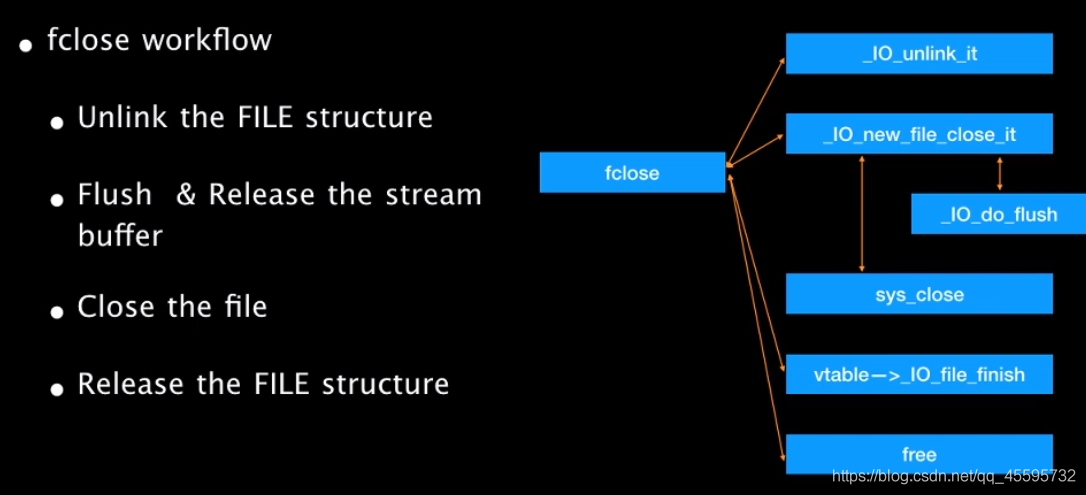 fclose workflow
Unlink the FILE structure
Flush & Release the stream
buffer
Close the file
Release the FILE structure
fclose
_IO_unlink_it
_IO_new_file_close_it
_IO_do_flush
sys_close
vtable—>_IO_file_finish
free
https://blog.csdn.net/qq_45595732